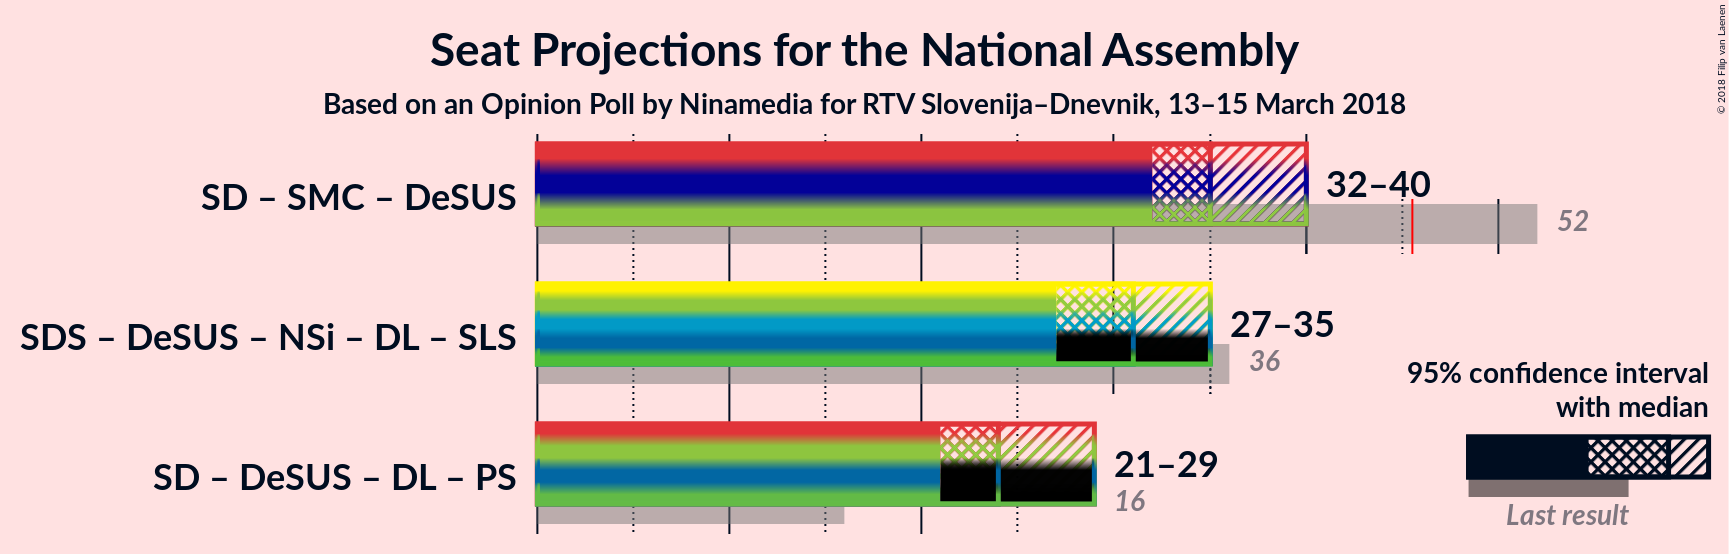 Seat Projections for the National Assembly
Based on an Opinion Poll by Ninamedia for RTV Slovenija–Dnevnik, 13–15 March 2018
© 2018 Filip van Laenen
SD – SMC – DeSUS
32–40
52
SDS – DeSUS – NSi – DL – SLS
27–35
36
SD – DeSUS – DL – PS
21–29
16
95% confidence interval
with median
Last result